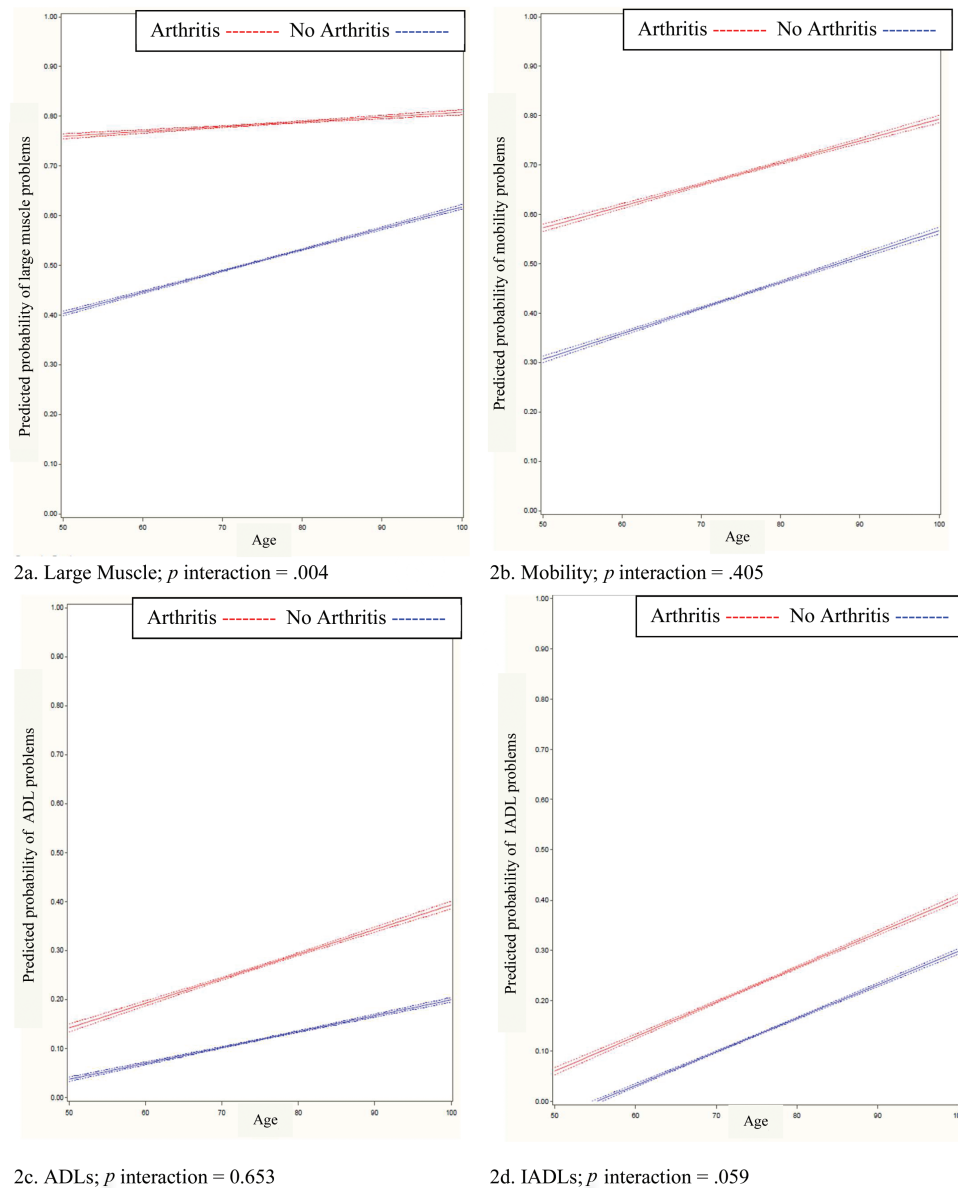 Arthritis No Arthritis
Predicted probability of large muscle problems
1.00
0.90
0.80
0.70
0.60
0.50
0.40
0.30
0.20
0.10
0.00
50 60 70 80 90 100
Age
2a. Large Muscle; p interaction = .004
Arthritis No Arthritis
Predicted probability of mobility problems
1.00
0.90
0.80
0.70
0.60
0.50
0.40
0.30
0.20
0.10
0.00
50 60 70 80 90 100
Age
2b. Mobility; p interaction = .405
Arthritis No Arthritis
Predicted probability of ADL problems
1.00
0.90
0.80
0.70
0.60
0.50
0.40
0.30
0.20
0.10
0.00
50 60 70 80 90 100
Age
2c. ADLs; p interaction = 0.653
Arthritis No Arthritis
Predicted probability of IADL problems
1.00
0.90
0.80
0.70
0.60
0.50
0.40
0.30
0.20
0.10
0.00
50 60 70 80 90 100
Age
2d. IADLs; p interaction = .059